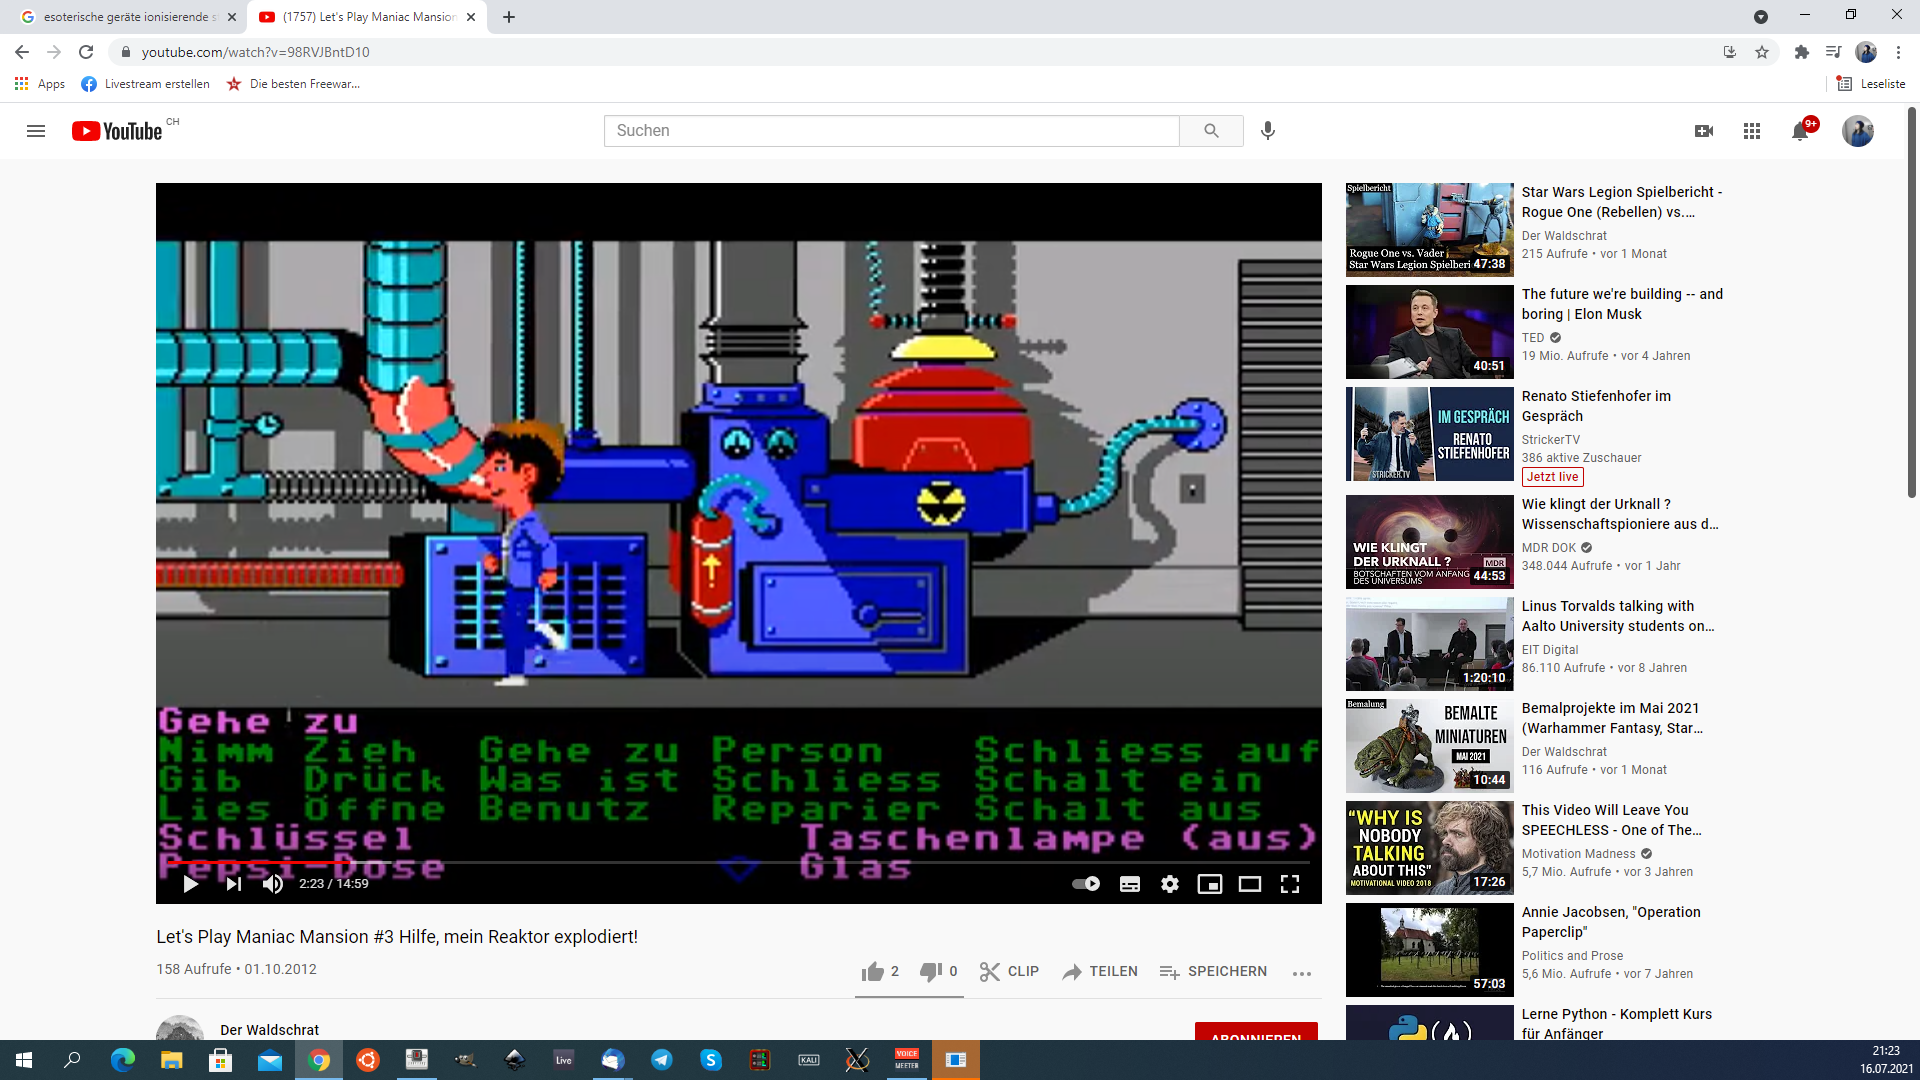 esoterische geräte ionisierende s
(1757) Let's Play Maniac Mansion
youtube.com/watch?v=98RVJBntD10
Apps
Livestream erstellen
Die besten Freewar...
Leseliste
YouTube CH
Suchen
9+
Gehe zu
Nimm Zieh Gehe zu Person Schliess auf
Gib Drück Was ist Schliess Schalt ein
Lies Öffne Benutz Reparier Schalt aus
Schlüssel Taschenlampe (aus)
Pepsi-Dose Glas
2:23 / 14:59
Let's Play Maniac Mansion #3 Hilfe, mein Reaktor explodiert!
158 Aufrufe • 01.10.2012
2 0 CLIP TEILEN SPEICHERN
Der Waldschrat
ABONNIEREN
Spielbericht
Rogue One vs. Vader
Star Wars Legion Spielberi 47:38
Star Wars Legion Spielbericht -
Rogue One (Rebellen) vs....
Der Waldschrat
215 Aufrufe • vor 1 Monat
40:51
The future we're building -- and
boring | Elon Musk
TED
19 Mio. Aufrufe • vor 4 Jahren
IM GESPRÄCH
RENATO
STIEFENHOFER
STRICKER.TV
Renato Stiefenhofer im
Gespräch
StrickerTV
386 aktive Zuschauer
Jetzt live
WIE KLINGT
DER URKNALL ?
MDR
BOTSCHAFTEN VOM ANFANG
DES UNIVERSUMS
44:53
Wie klingt der Urknall ?
Wissenschaftspioniere aus d...
MDR DOK
348.044 Aufrufe • vor 1 Jahr
1:20:10
Linus Torvalds talking with
Aalto University students on...
EIT Digital
86.110 Aufrufe • vor 8 Jahren
Bemalung
BEMALTE
MINIATUREN
MAI 2021
10:44
Bemalprojekte im Mai 2021
(Warhammer Fantasy, Star...
Der Waldschrat
116 Aufrufe • vor 1 Monat
“WHY IS
NOBODY
TALKING
ABOUT THIS”
MOTIVATIONAL VIDEO 2018
17:26
This Video Will Leave You
SPEECHLESS - One of The...
Motivation Madness
5,7 Mio. Aufrufe • vor 3 Jahren
57:03
Annie Jacobsen, "Operation
Paperclip"
Politics and Prose
5,6 Mio. Aufrufe • vor 7 Jahren
Lerne Python - Komplett Kurs
für Anfänger
Live
KALI
VOICE
MEETER
21:23
16.07.2021